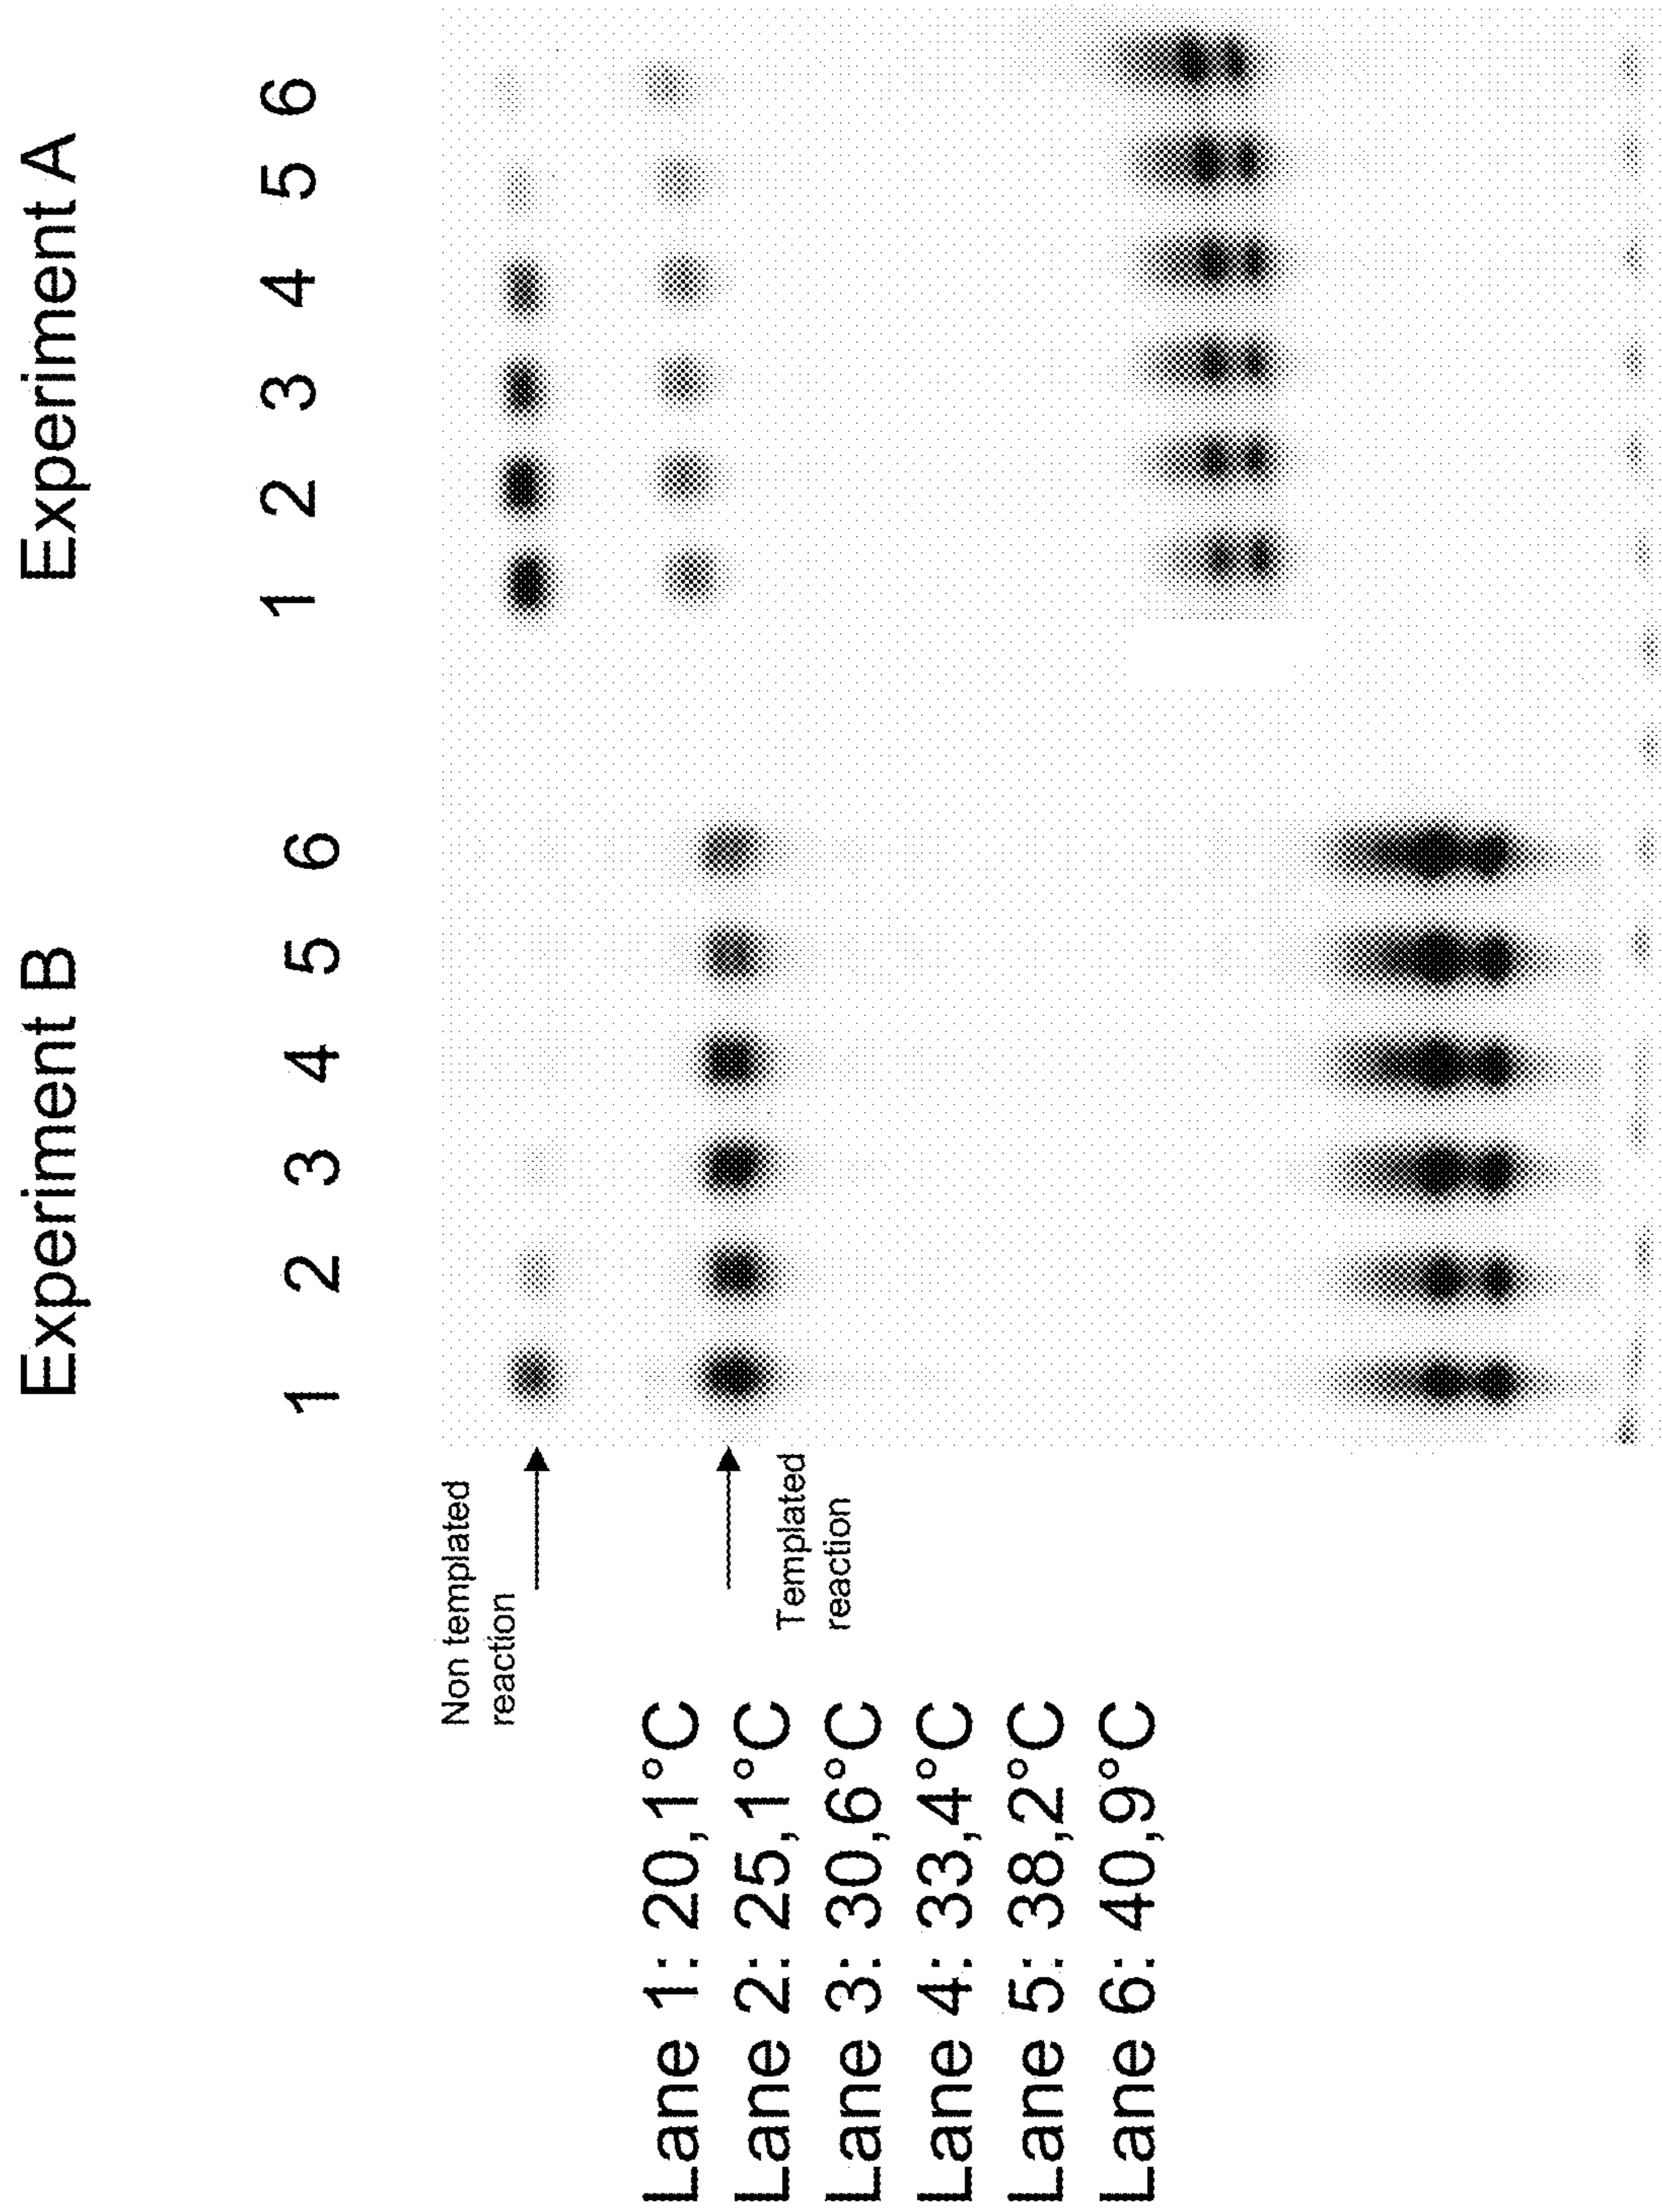 Experiment B
Experiment A
1 2 3 4 5 6
1 2 3 4 5 6
Non templated
reaction
Templated
reaction
Lane 1: 20,1°C
Lane 2: 25,1°C
Lane 3: 30,6°C
Lane 4: 33,4°C
Lane 5: 38,2°C
Lane 6: 40,9°C